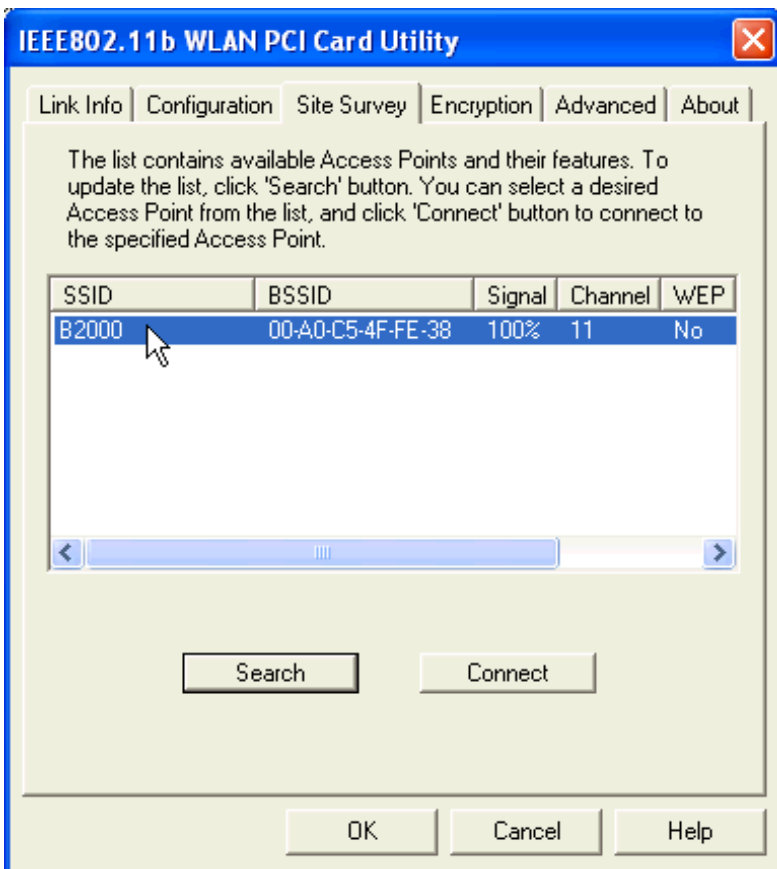 IEEE802.11b WLAN PCI Card Utility
Link Info Configuration Site Survey Encryption Advanced About
The list contains available Access Points and their features. To
update the list, click 'Search' button. You can select a desired
Access Point from the list, and click 'Connect' button to connect to
the specified Access Point.
SSID BSSID Signal Channel WEP
B2000 00-A0-C5-4F-FE-38 100% 11 No
Search Connect
OK Cancel Help